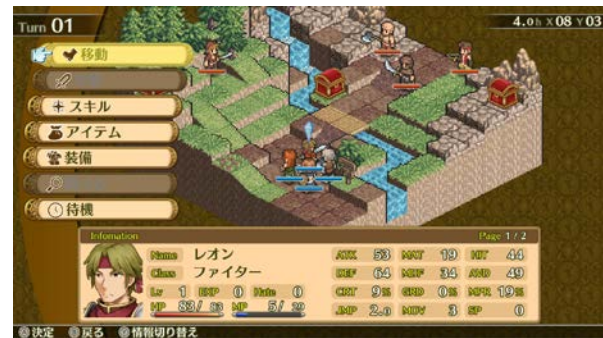 Turn 01
4.0h X08 Y03
移動
スキル
アイテム
装備
待機
Infomation
Page 1 / 2
Name レオン
Class ファイター
Lv 1 EXP 0 Hate 0
HP 83/ 83 MP 5/ 29
ATK 53 MAT 19 HIT 44
DEF 64 MDF 34 AVD 49
CRT 9% GRD 0% MPR 19%
JMP 2.0 MOV 3 SP 0
決定 戻る 情報切り替え